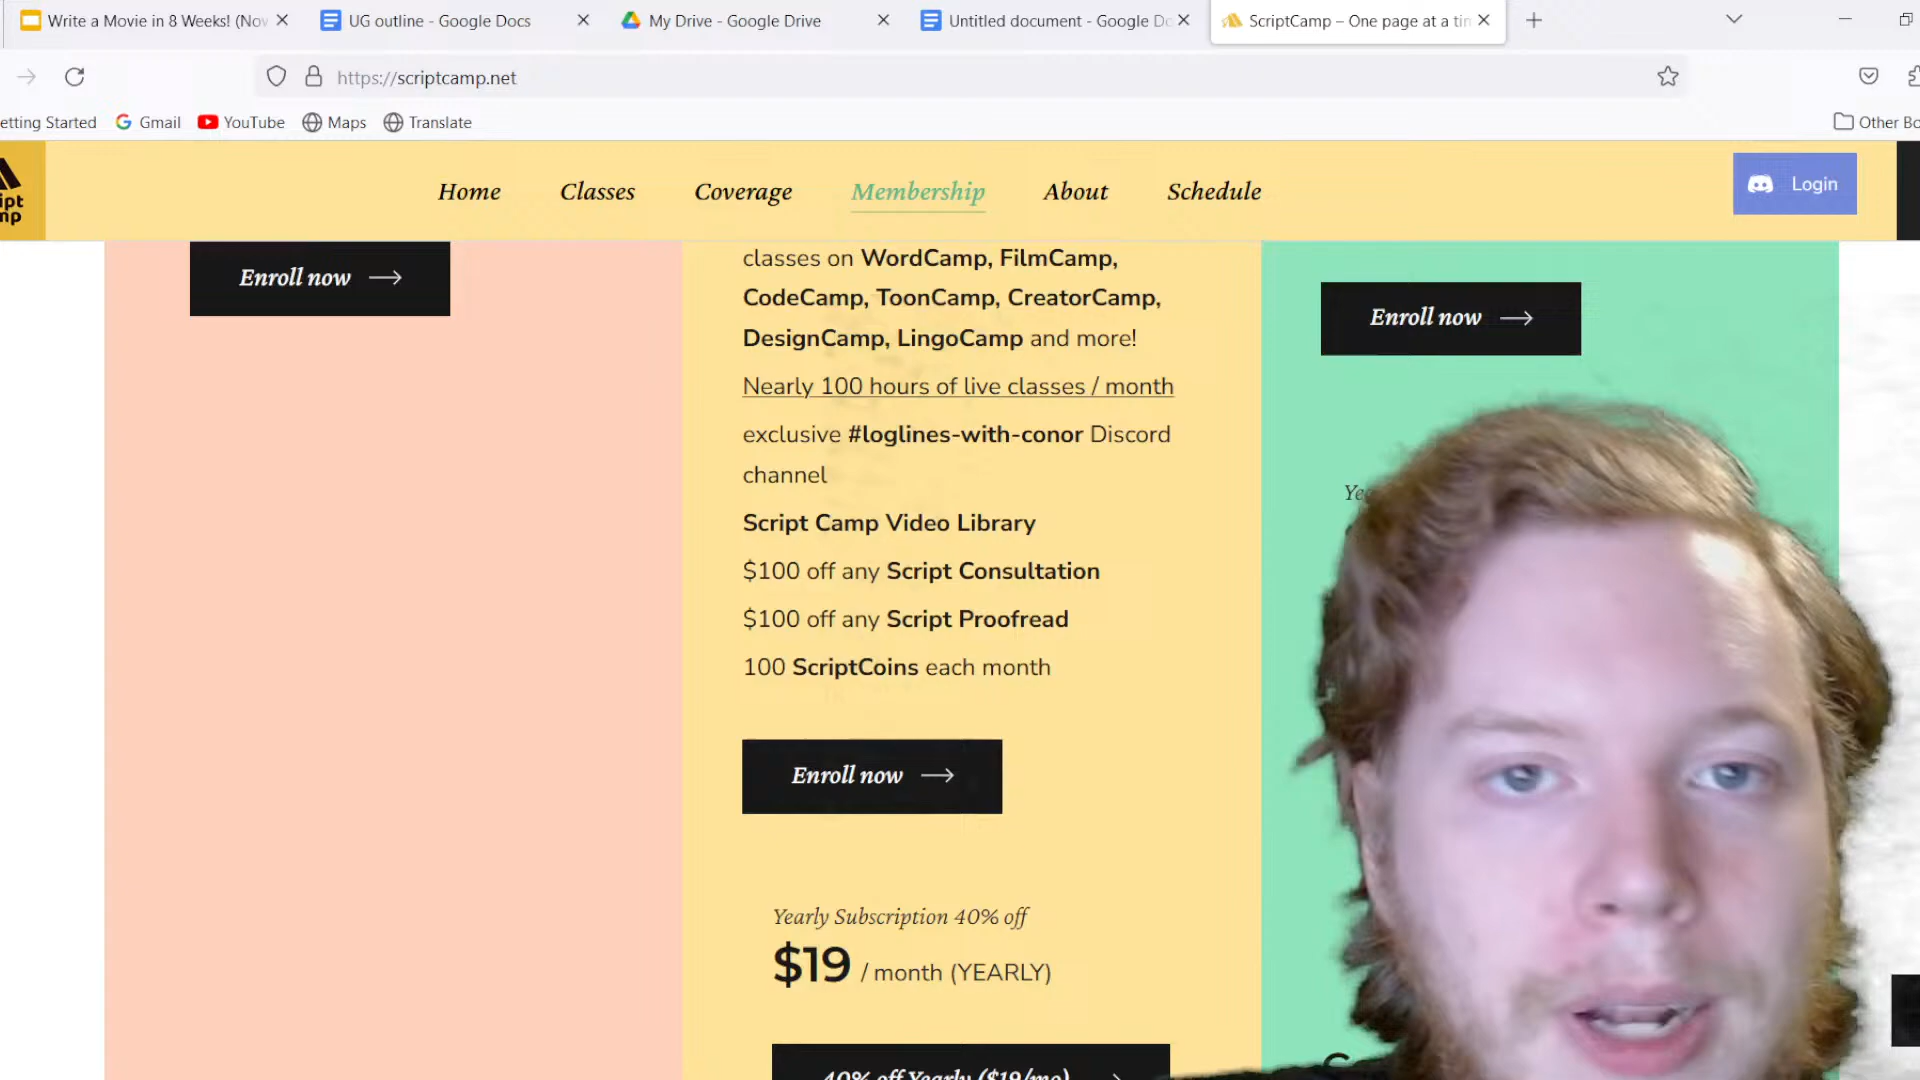 Write a Movie in 8 Weeks! (Nov
UG outline - Google Docs
My Drive - Google Drive
Untitled document - Google Do
ScriptCamp – One page at a tim
https://scriptcamp.net
etting Started
Gmail
YouTube
Maps
Translate
Other Bo
ipt
mp
Home
Classes
Coverage
Membership
About
Schedule
Login
Enroll now
classes on WordCamp, FilmCamp,
CodeCamp, ToonCamp, CreatorCamp,
DesignCamp, LingoCamp and more!
Nearly 100 hours of live classes / month
exclusive #loglines-with-conor Discord
channel
Script Camp Video Library
$100 off any Script Consultation
$100 off any Script Proofread
100 ScriptCoins each month
Enroll now
Yearly Subscription 40% off
$19 / month (YEARLY)
40% off Yearly ($19/mo)
Enroll now